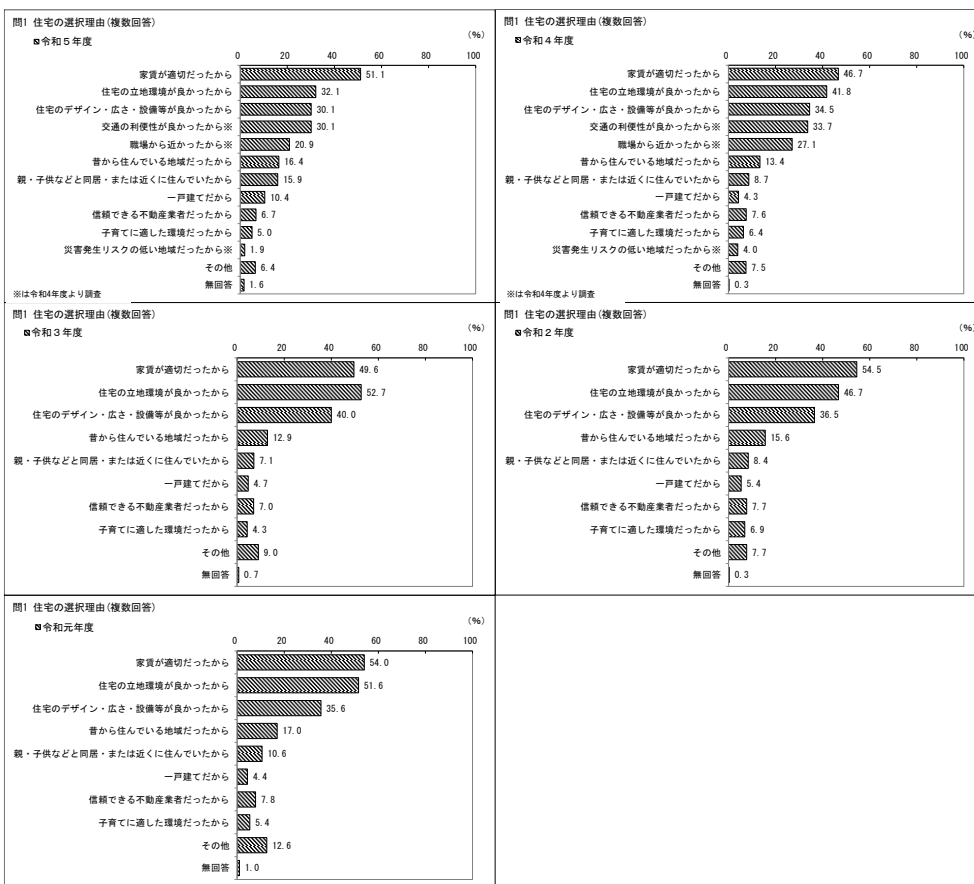 問1 住宅の選択理由(複数回答)
令和5年度
(%)
0 20 40 60 80 100
家賃が適切だったから 51.1
住宅の立地環境が良かったから 32.1
住宅のデザイン・広さ・設備等が良かったから 30.1
交通の利便性が良かったから※ 30.1
職場から近かったから※ 20.9
昔から住んでいる地域だったから 16.4
親・子供などと同居・または近くに住んでいたから 15.9
一戸建てだから 10.4
信頼できる不動産業者だったから 6.7
子育てに適した環境だったから 5.0
災害発生リスクの低い地域だったから※ 1.9
その他 6.4
無回答 1.6
※は令和4年度より調査
問1 住宅の選択理由(複数回答)
令和4年度
(%)
0 20 40 60 80 100
家賃が適切だったから 46.7
住宅の立地環境が良かったから 41.8
住宅のデザイン・広さ・設備等が良かったから 34.5
交通の利便性が良かったから※ 33.7
職場から近かったから※ 27.1
昔から住んでいる地域だったから 13.4
親・子供などと同居・または近くに住んでいたから 8.7
一戸建てだから 4.3
信頼できる不動産業者だったから 7.6
子育てに適した環境だったから 6.4
災害発生リスクの低い地域だったから※ 4.0
その他 7.5
無回答 0.3
※は令和4年度より調査
問1 住宅の選択理由(複数回答)
令和3年度
(%)
0 20 40 60 80 100
家賃が適切だったから 49.6
住宅の立地環境が良かったから 52.7
住宅のデザイン・広さ・設備等が良かったから 40.0
昔から住んでいる地域だったから 12.9
親・子供などと同居・または近くに住んでいたから 7.1
一戸建てだから 4.7
信頼できる不動産業者だったから 7.0
子育てに適した環境だったから 4.3
その他 9.0
無回答 0.7
問1 住宅の選択理由(複数回答)
令和2年度
(%)
0 20 40 60 80 100
家賃が適切だったから 54.5
住宅の立地環境が良かったから 46.7
住宅のデザイン・広さ・設備等が良かったから 36.5
昔から住んでいる地域だったから 15.6
親・子供などと同居・または近くに住んでいたから 8.4
一戸建てだから 5.4
信頼できる不動産業者だったから 7.7
子育てに適した環境だったから 6.9
その他 7.7
無回答 0.3
問1 住宅の選択理由(複数回答)
令和元年度
(%)
0 20 40 60 80 100
家賃が適切だったから 54.0
住宅の立地環境が良かったから 51.6
住宅のデザイン・広さ・設備等が良かったから 35.6
昔から住んでいる地域だったから 17.0
親・子供などと同居・または近くに住んでいたから 10.6
一戸建てだから 4.4
信頼できる不動産業者だったから 7.8
子育てに適した環境だったから 5.4
その他 12.6
無回答 1.0